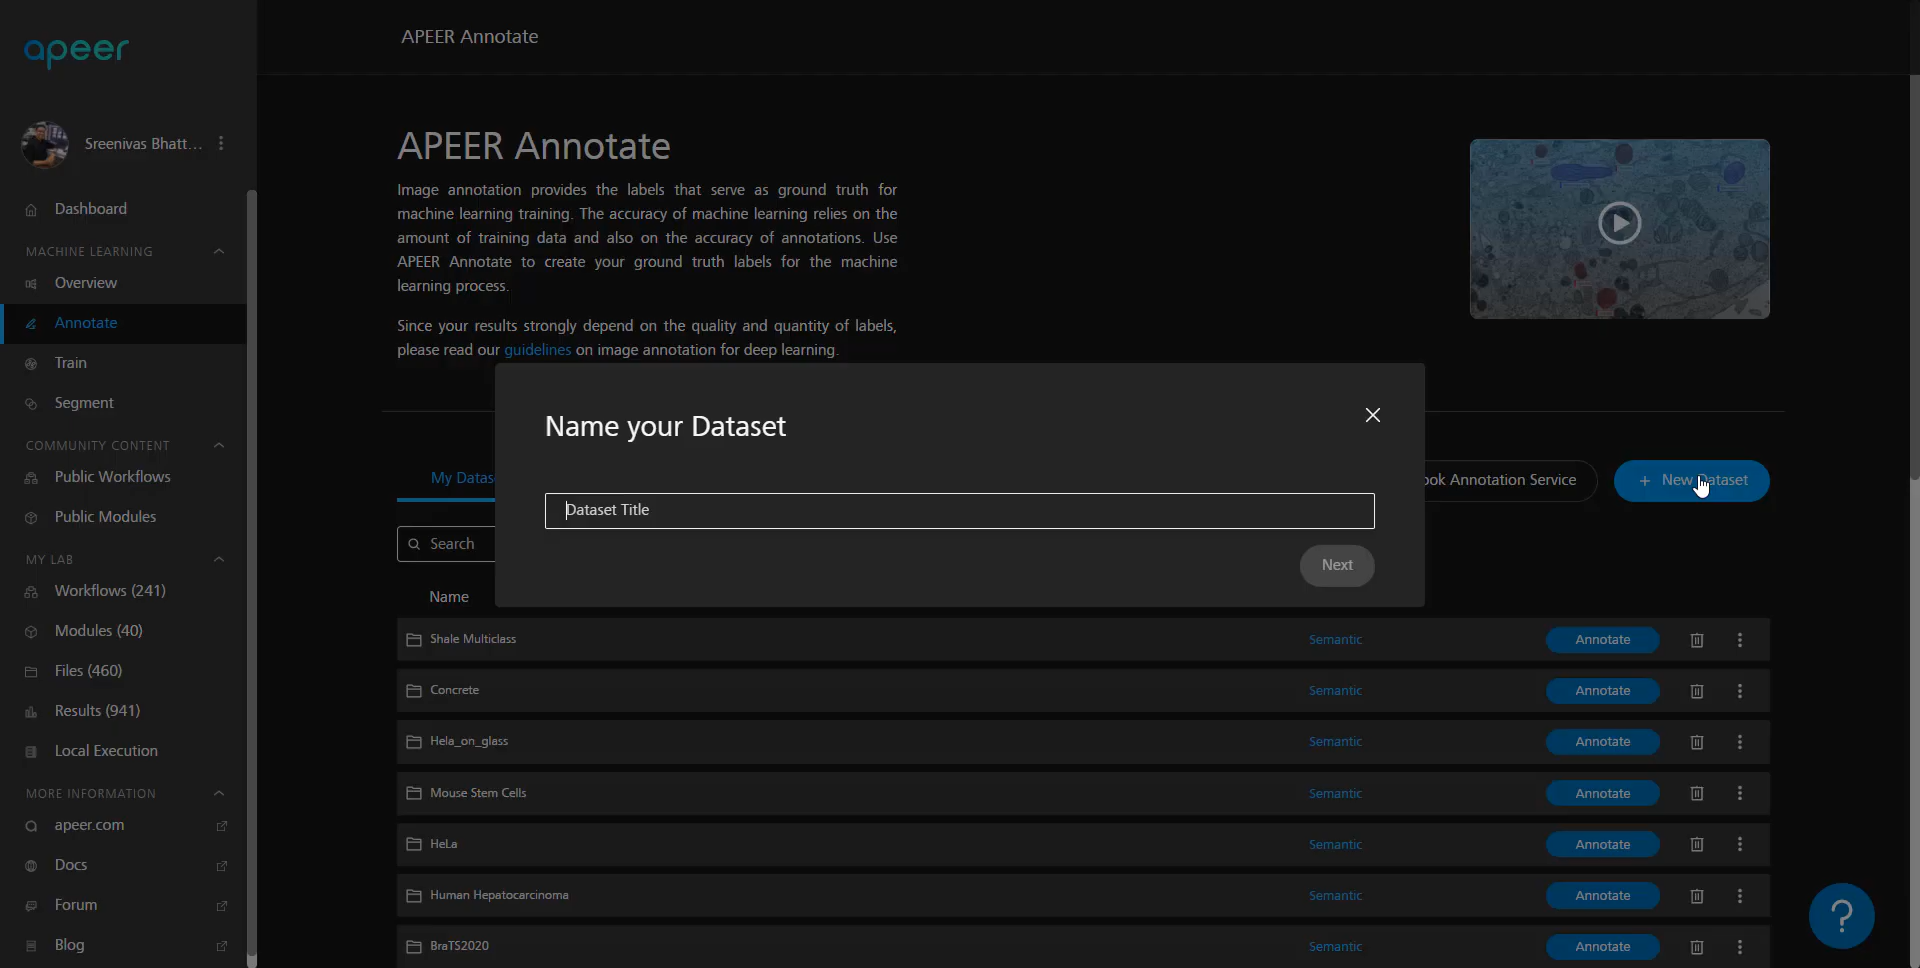 apeer
APEER Annotate
Sreenivas Bhatt...
Dashboard
MACHINE LEARNING
Overview
Annotate
Train
Segment
COMMUNITY CONTENT
Public Workflows
Public Modules
MY LAB
Workflows (241)
Modules (40)
Files (460)
Results (941)
Local Execution
MORE INFORMATION
apeer.com
Docs
Forum
Blog
APEER Annotate
Image annotation provides the labels that serve as ground truth for
machine learning training. The accuracy of machine learning relies on the
amount of training data and also on the accuracy of annotations. Use
APEER Annotate to create your ground truth labels for the machine
learning process.
Since your results strongly depend on the quality and quantity of labels,
please read our guidelines on image annotation for deep learning.
Name your Dataset
Dataset Title
Next
My Datas
ook Annotation Service
+ New Dataset
Search
Name
Shale Multiclass Semantic Annotate
Concrete Semantic Annotate
Hela_on_glass Semantic Annotate
Mouse Stem Cells Semantic Annotate
HeLa Semantic Annotate
Human Hepatocarcinoma Semantic Annotate
BraTS2020 Semantic Annotate
?